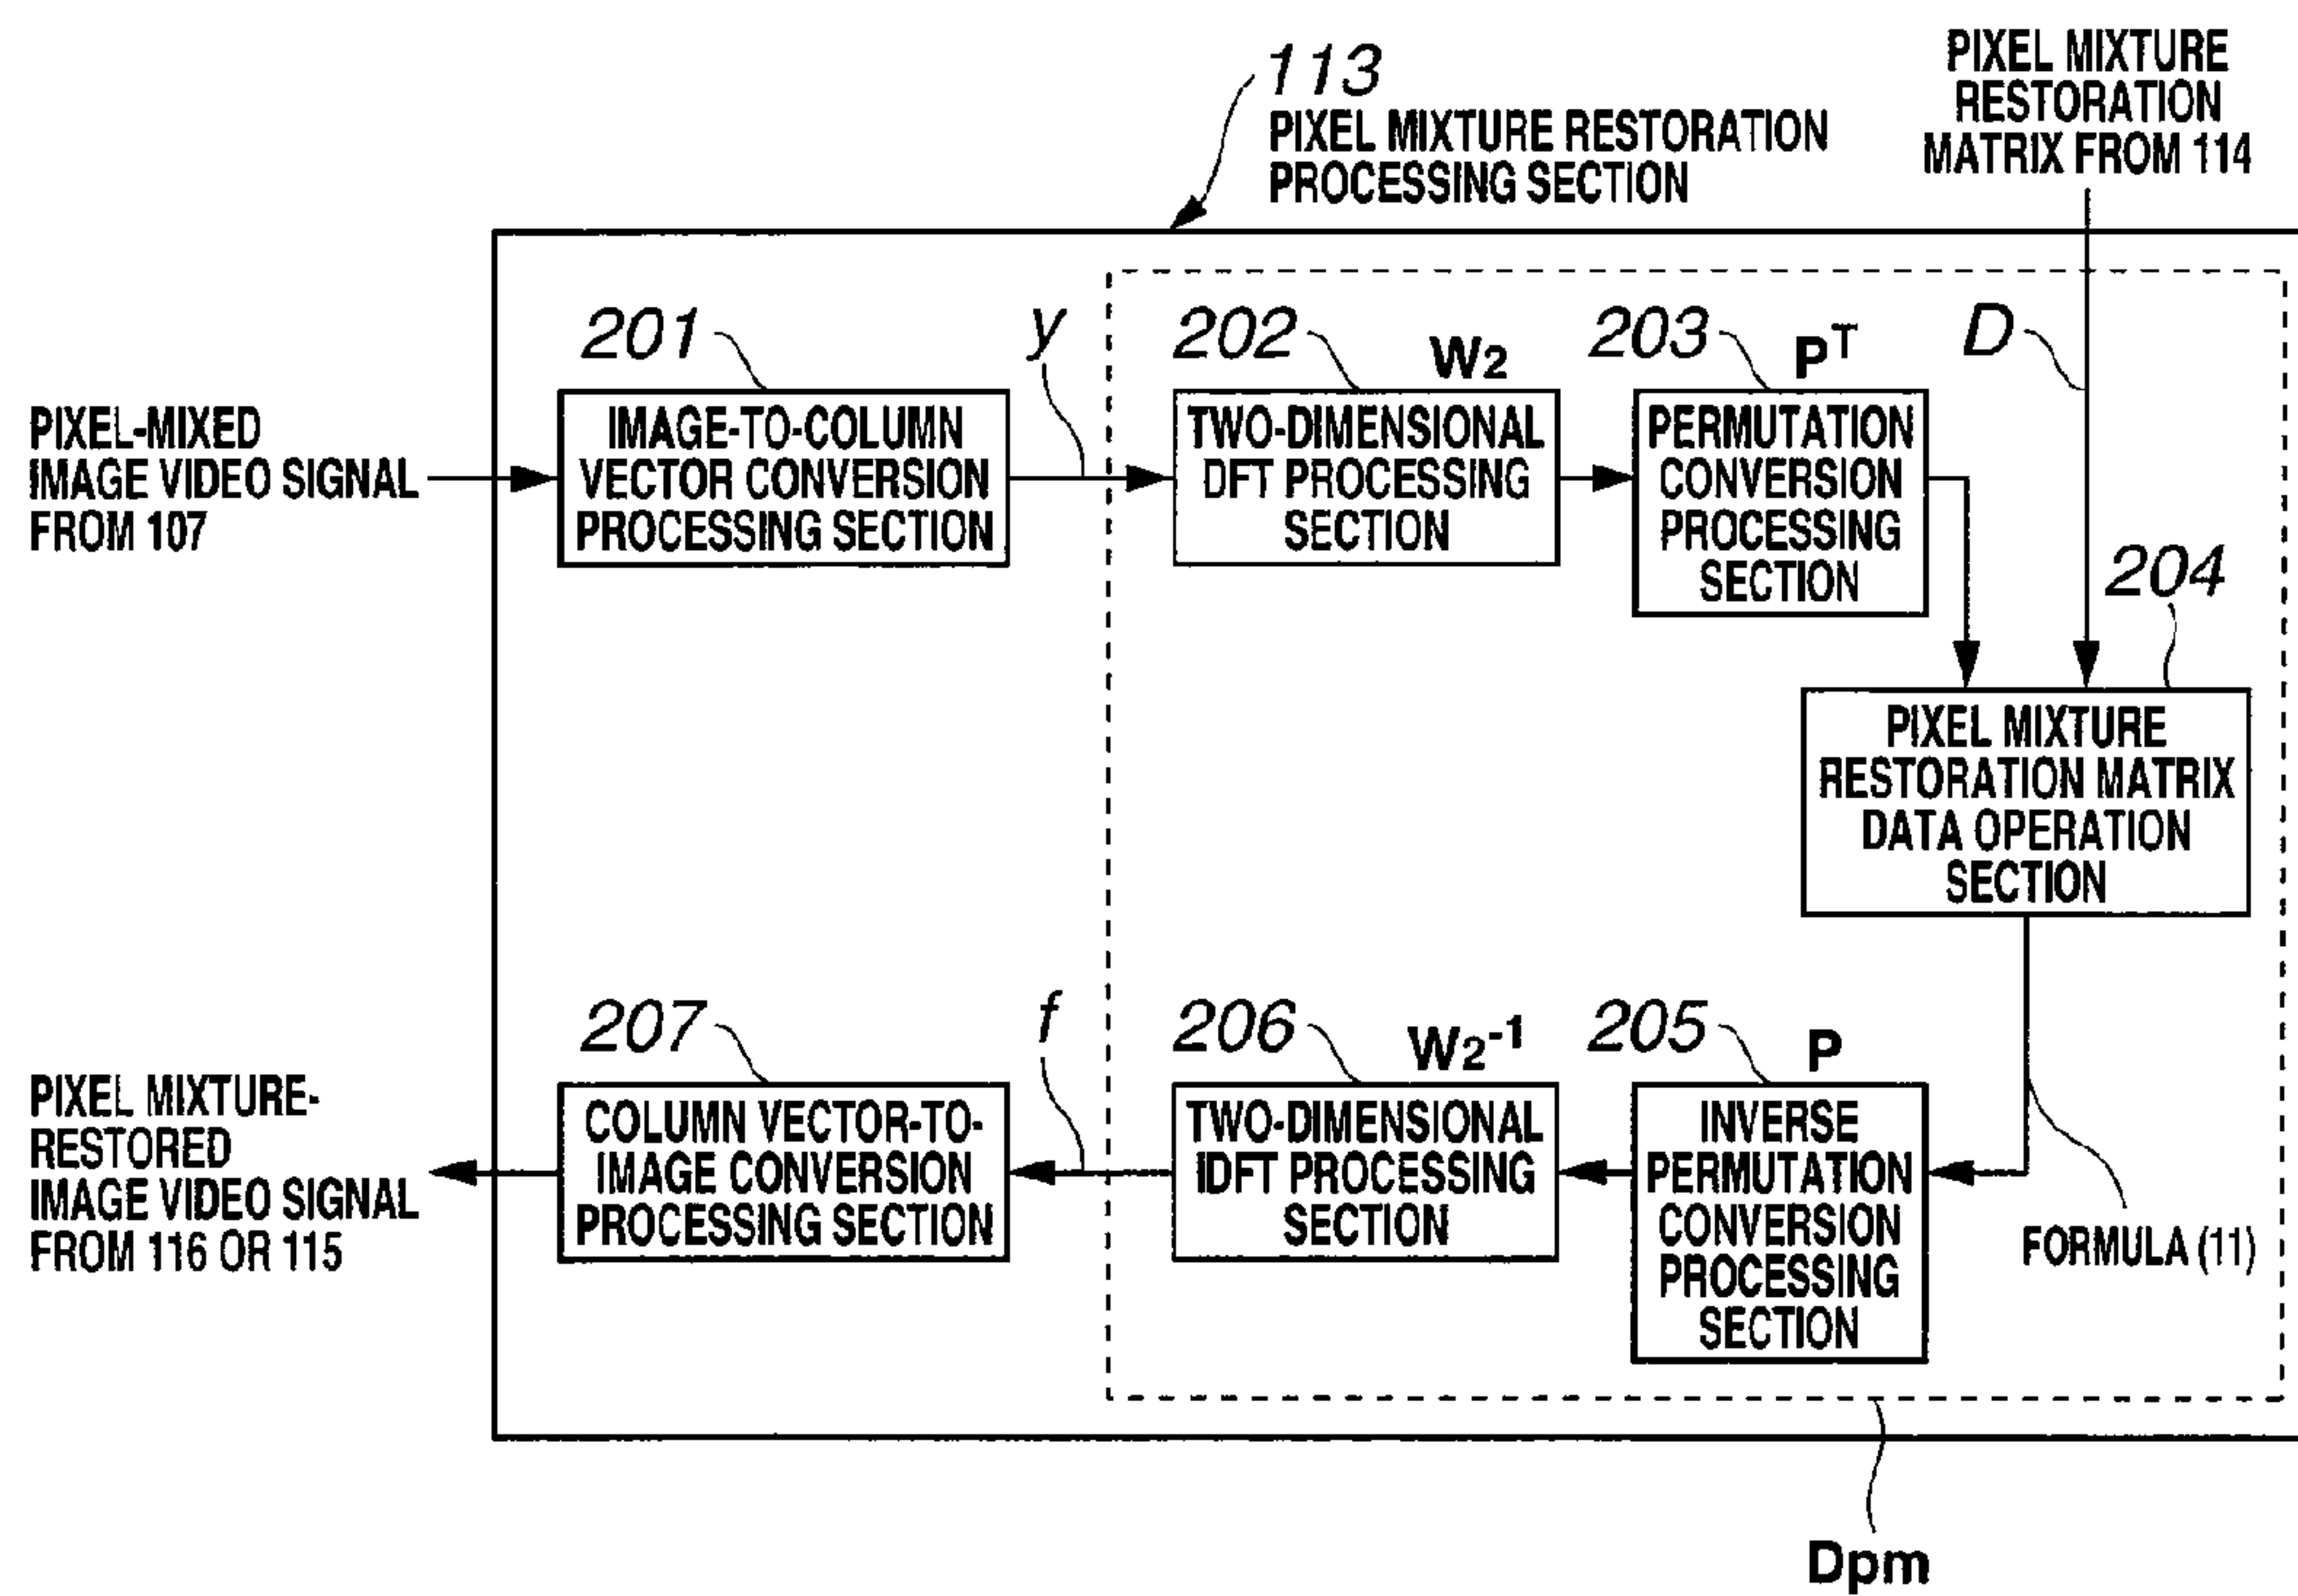 113
PIXEL MIXTURE RESTORATION
PROCESSING SECTION
PIXEL MIXTURE
RESTORATION
MATRIX FROM 114
201
y
202
W2
203
PT
D
PIXEL-MIXED
IMAGE VIDEO SIGNAL
FROM 107
IMAGE-TO-COLUMN
VECTOR CONVERSION
PROCESSING SECTION
TWO-DIMENSIONAL
DFT PROCESSING
SECTION
PERMUTATION
CONVERSION
PROCESSING
SECTION
204
PIXEL MIXTURE
RESTORATION MATRIX
DATA OPERATION
SECTION
207
f
206
W2-1
205
P
PIXEL MIXTURE-
RESTORED
IMAGE VIDEO SIGNAL
FROM 116 OR 115
COLUMN VECTOR-TO-
IMAGE CONVERSION
PROCESSING SECTION
TWO-DIMENSIONAL
IDFT PROCESSING
SECTION
INVERSE
PERMUTATION
CONVERSION
PROCESSING
SECTION
FORMULA (11)
Dpm